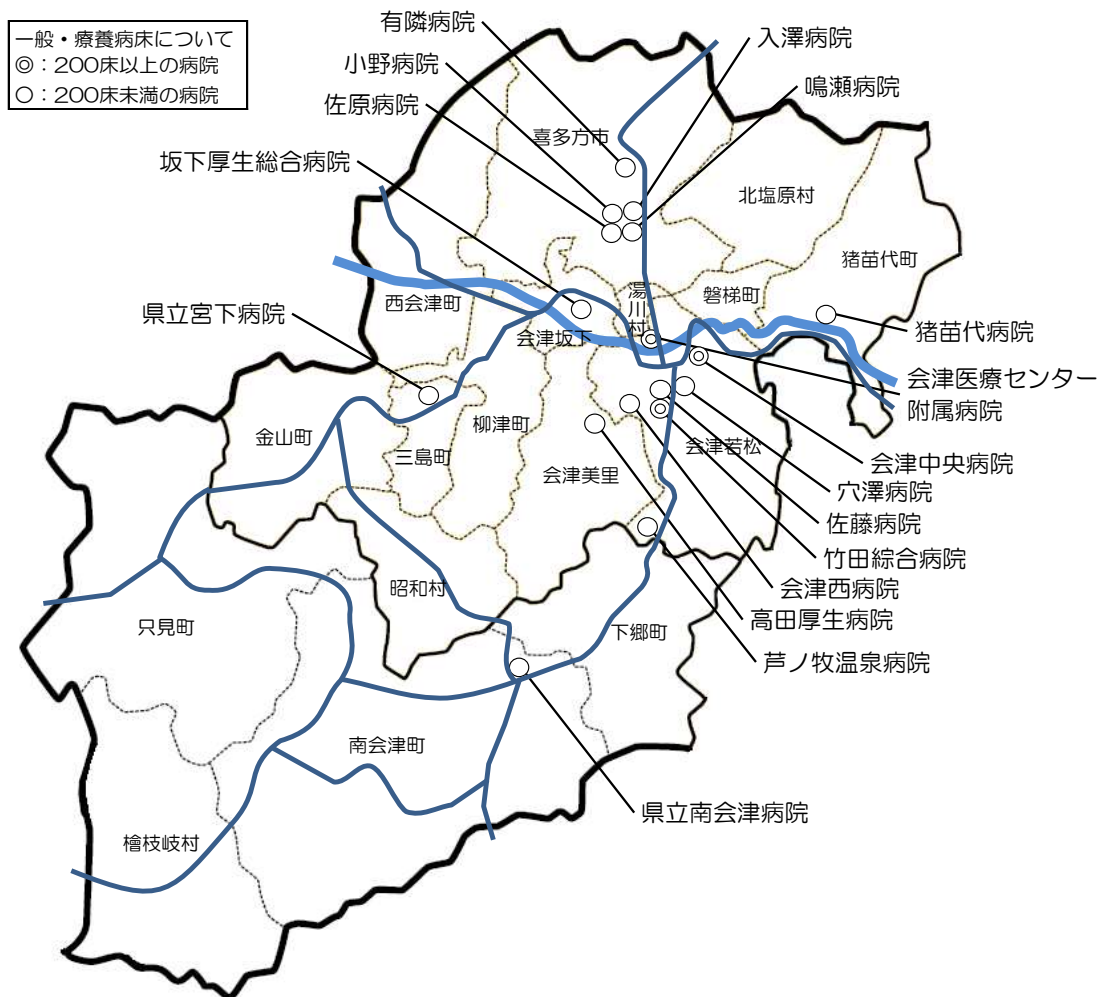 一般・療養病床について
◎：200床以上の病院
○：200床未満の病院
有隣病院
入澤病院
小野病院
鳴瀬病院
佐原病院
喜多方市
坂下厚生総合病院
北塩原村
猪苗代町
湯川村
磐梯町
西会津町
県立宮下病院
会津坂下
猪苗代病院
会津医療センター
附属病院
柳津町
金山町
三島町
会津若松
会津美里
会津中央病院
穴澤病院
佐藤病院
竹田綜合病院
会津西病院
昭和村
高田厚生病院
只見町
下郷町
芦ノ牧温泉病院
南会津町
県立南会津病院
檜枝岐村